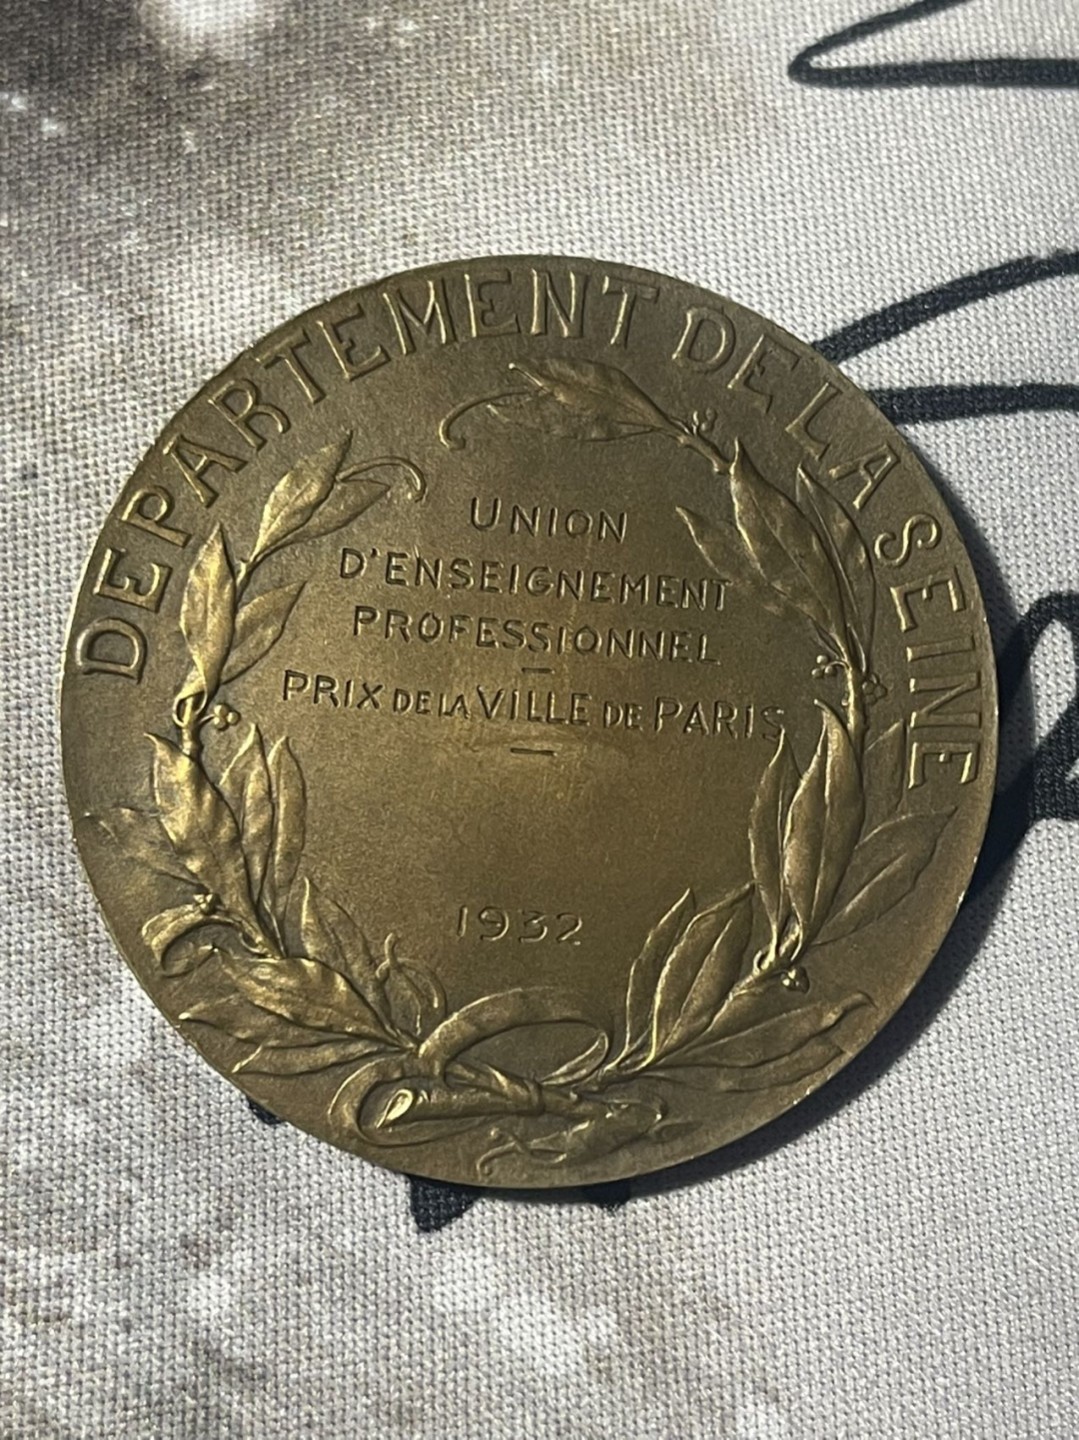 DEPARTEMENT DE LA SEINE
UNION
D'ENSEIGNEMENT
PROFESSIONNEL
PRIX DE LA VILLE DE PARIS
1932